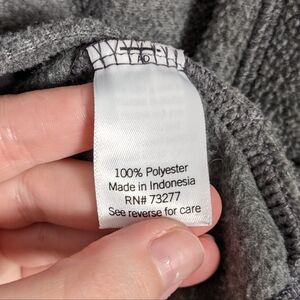 100% Polyester
Made in Indonesia
RN# 73277
See reverse for care